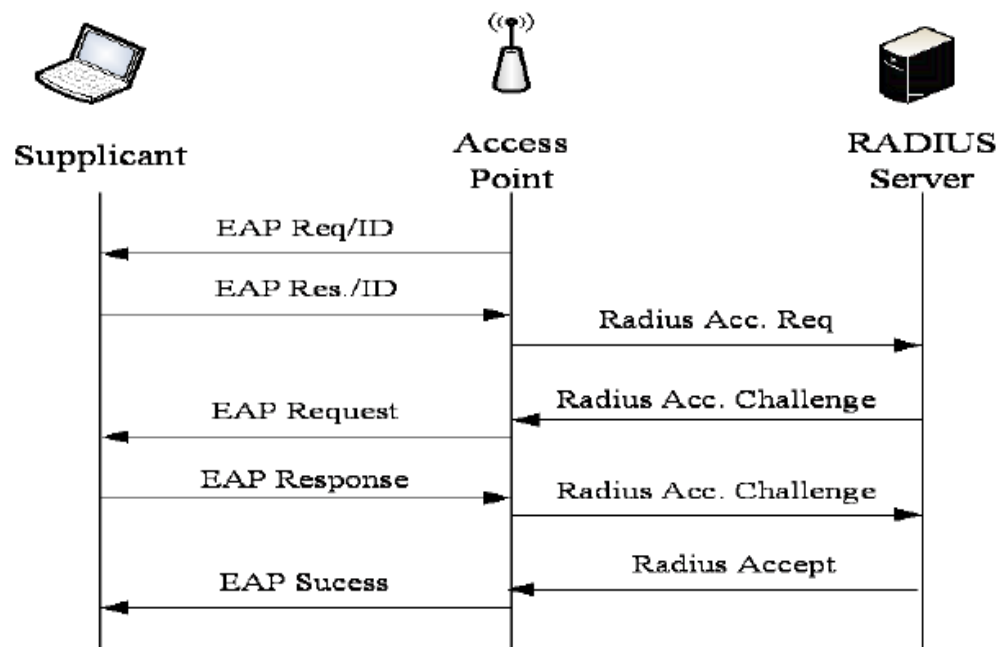 Supplicant
Access
Point
RADIUS
Server
EAP Req/ID
EAP Res./ID
Radius Acc. Req
Radius Acc. Challenge
EAP Request
EAP Response
Radius Acc. Challenge
Radius Accept
EAP Sucess